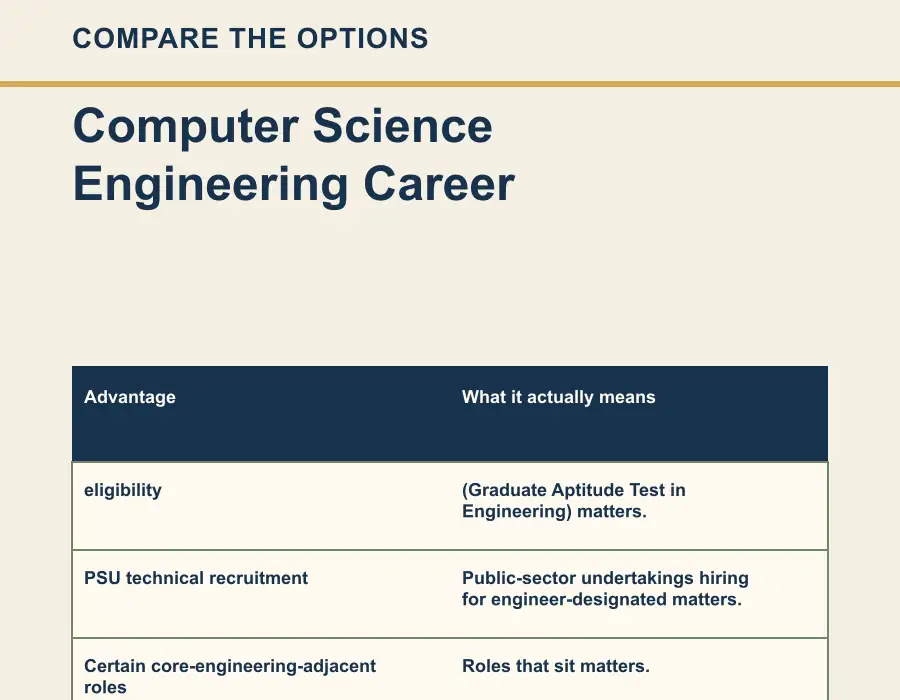 COMPARE THE OPTIONS
Computer Science
Engineering Career
Advantage
What it actually means
eligibility
(Graduate Aptitude Test in
Engineering) matters.
PSU technical recruitment
Public-sector undertakings hiring
for engineer-designated matters.
Certain core-engineering-adjacent
roles
Roles that sit matters.